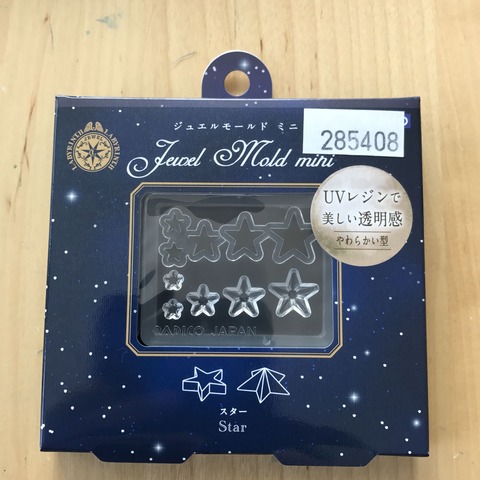 ジュエルモールド ミニ
285408
Jewel Mold mini
LABYRINTH LABYRINTH
UVレジンで
美しい透明感
やわらかい型
PADICO JAPAN
スター
Star